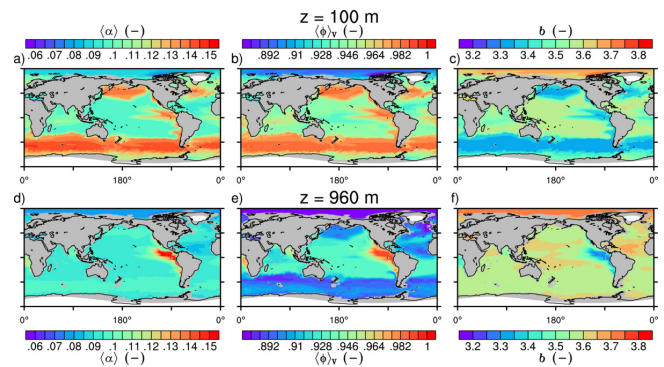 z = 100 m
⟨α⟩ (−) ⟨ϕ⟩v (−) b (−)
.06 .07 .08 .09 .1 .11 .12 .13 .14 .15 .892 .91 .928 .946 .964 .982 1 3.2 3.3 3.4 3.5 3.6 3.7 3.8
a) b) c)
0° 180° 0° 0° 180° 0° 0° 180° 0°
z = 960 m
d) e) f)
0° 180° 0° 0° 180° 0° 0° 180° 0°
.06 .07 .08 .09 .1 .11 .12 .13 .14 .15 .892 .91 .928 .946 .964 .982 1 3.2 3.3 3.4 3.5 3.6 3.7 3.8
⟨α⟩ (−) ⟨ϕ⟩v (−) b (−)